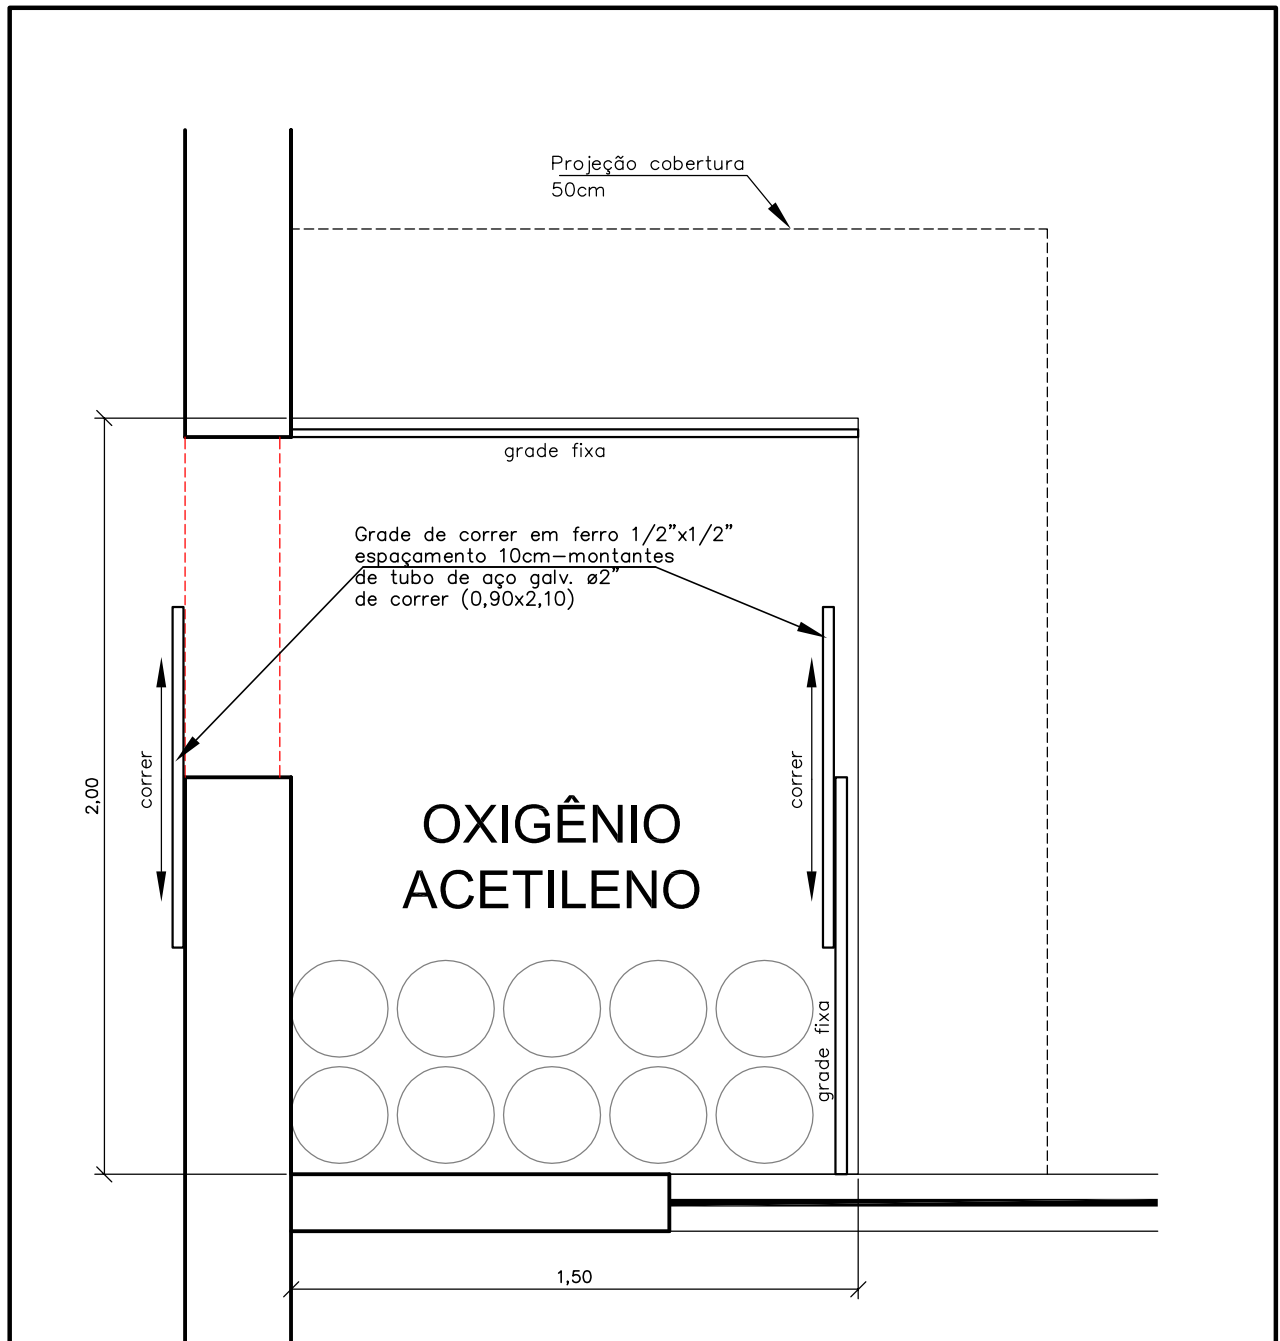 Projeção cobertura
50cm
grade fixa
Grade de correr em ferro 1/2”x1/2”
espaçamento 10cm–montantes
de tubo de aço galv. ø2”
de correr (0,90x2,10)
correr
2,00
correr
OXIGÊNIO
ACETILENO
grade fixa
1,50